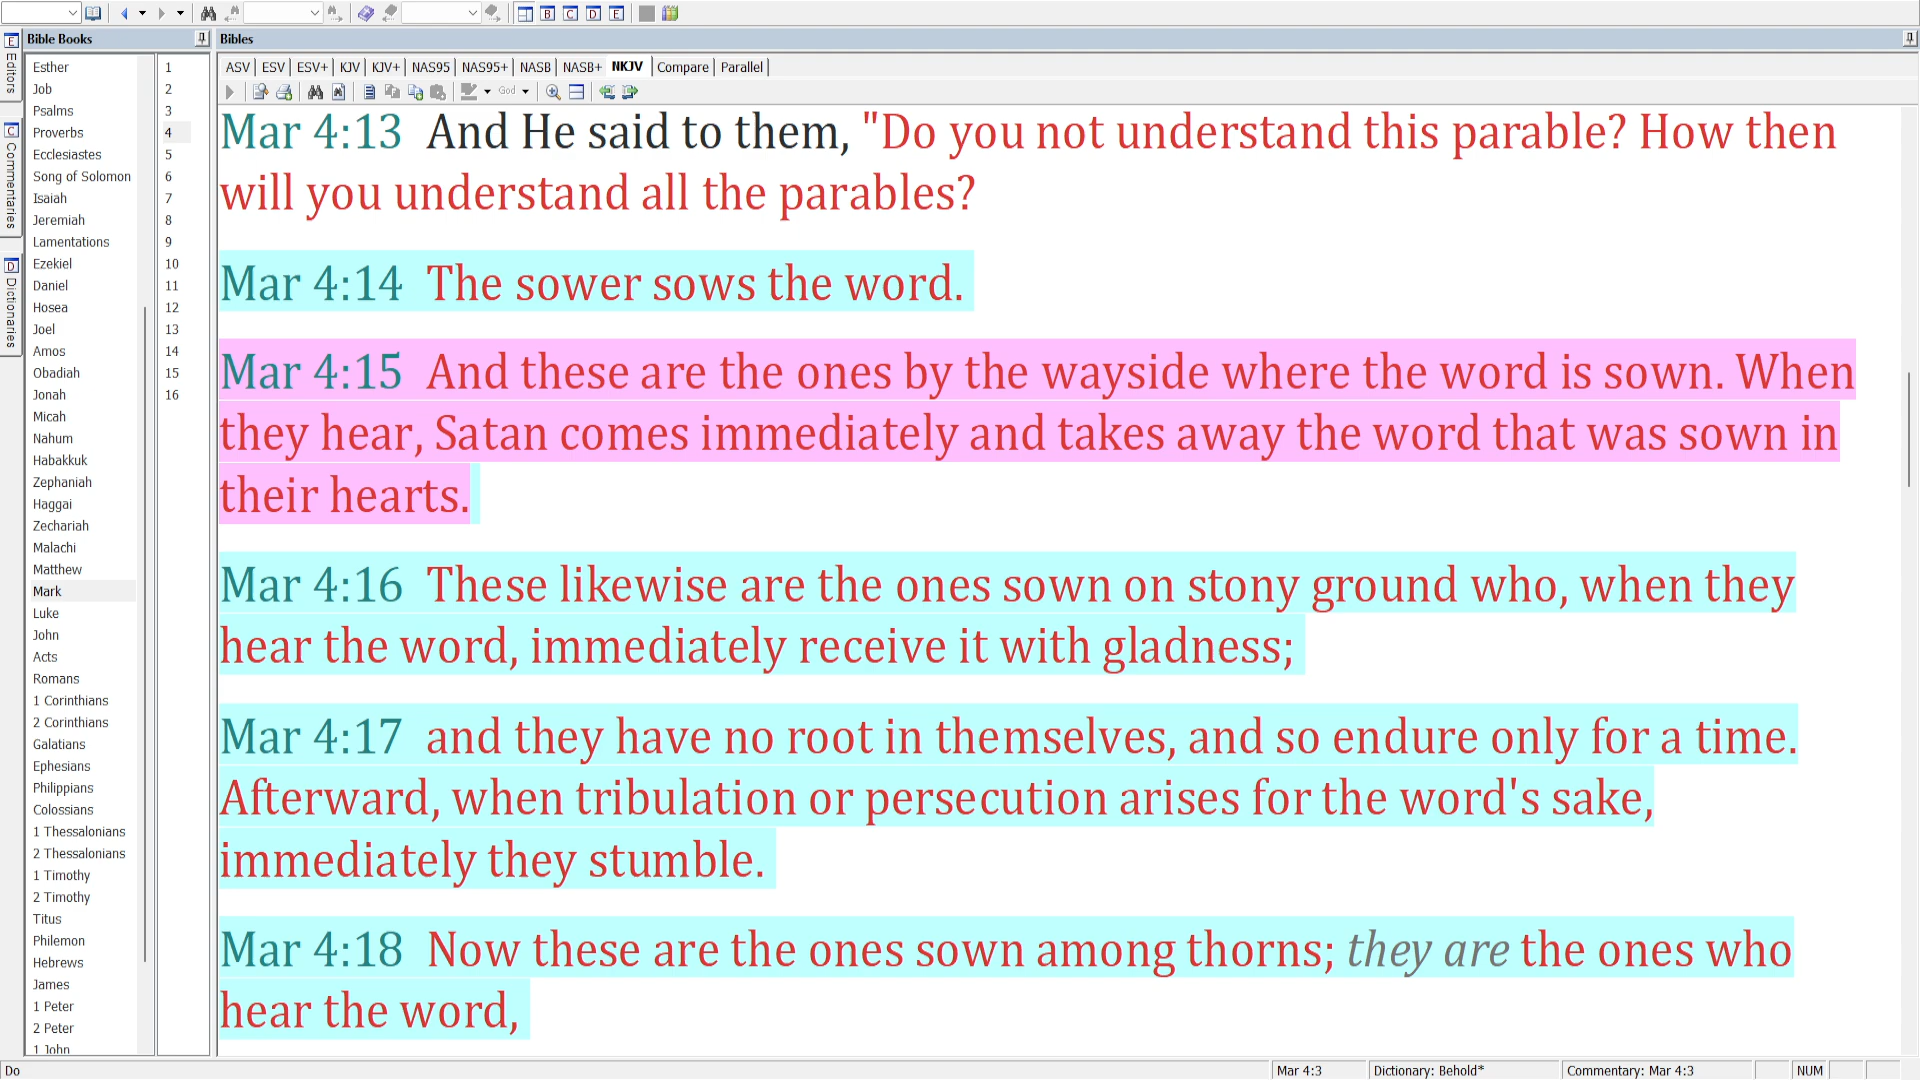 Bible Books
Bibles
E Editors
C Commentaries
D Dictionaries
B C D E
ASV ESV ESV+ KJV KJV+ NAS95 NAS95+ NASB NASB+ NKJV Compare Parallel
God
Esther
Job
Psalms
Proverbs
Ecclesiastes
Song of Solomon
Isaiah
Jeremiah
Lamentations
Ezekiel
Daniel
Hosea
Joel
Amos
Obadiah
Jonah
Micah
Nahum
Habakkuk
Zephaniah
Haggai
Zechariah
Malachi
Matthew
Mark
Luke
John
Acts
Romans
1 Corinthians
2 Corinthians
Galatians
Ephesians
Philippians
Colossians
1 Thessalonians
2 Thessalonians
1 Timothy
2 Timothy
Titus
Philemon
Hebrews
James
1 Peter
2 Peter
1 John
1
2
3
4
5
6
7
8
9
10
11
12
13
14
15
16
Mar 4:13 And He said to them, "Do you not understand this parable? How then
will you understand all the parables?
Mar 4:14 The sower sows the word.
Mar 4:15 And these are the ones by the wayside where the word is sown. When
they hear, Satan comes immediately and takes away the word that was sown in
their hearts.
Mar 4:16 These likewise are the ones sown on stony ground who, when they
hear the word, immediately receive it with gladness;
Mar 4:17 and they have no root in themselves, and so endure only for a time.
Afterward, when tribulation or persecution arises for the word's sake,
immediately they stumble.
Mar 4:18 Now these are the ones sown among thorns; they are the ones who
hear the word,
Do
Mar 4:3
Dictionary: Behold*
Commentary: Mar 4:3
NUM